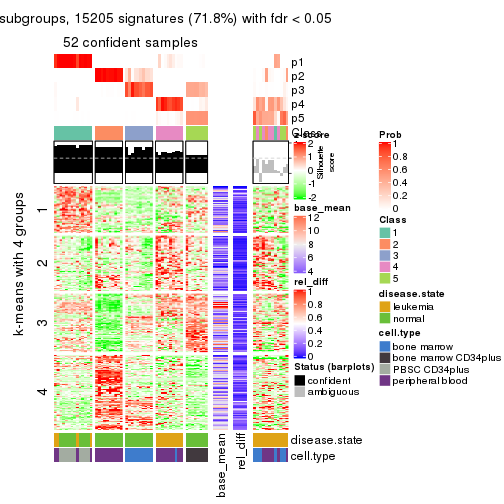 subgroups, 15205 signatures (71.8%) with fdr < 0.05
52 confident samples
p1
p2
p3
p4
p5
Class
z-score
2
1
0
-1
-2
Silhouette
score
base_mean
12
10
8
6
4
rel_diff
1
0.8
0.6
0.4
0.2
0
Status (barplots)
confident
ambiguous
Prob
1
0.8
0.6
0.4
0.2
0
Class
1
2
3
4
5
disease.state
leukemia
normal
cell.type
bone marrow
bone marrow CD34plus
PBSC CD34plus
peripheral blood
k-means with 4 groups
1
2
3
4
disease.state
cell.type
base_mean
rel_diff